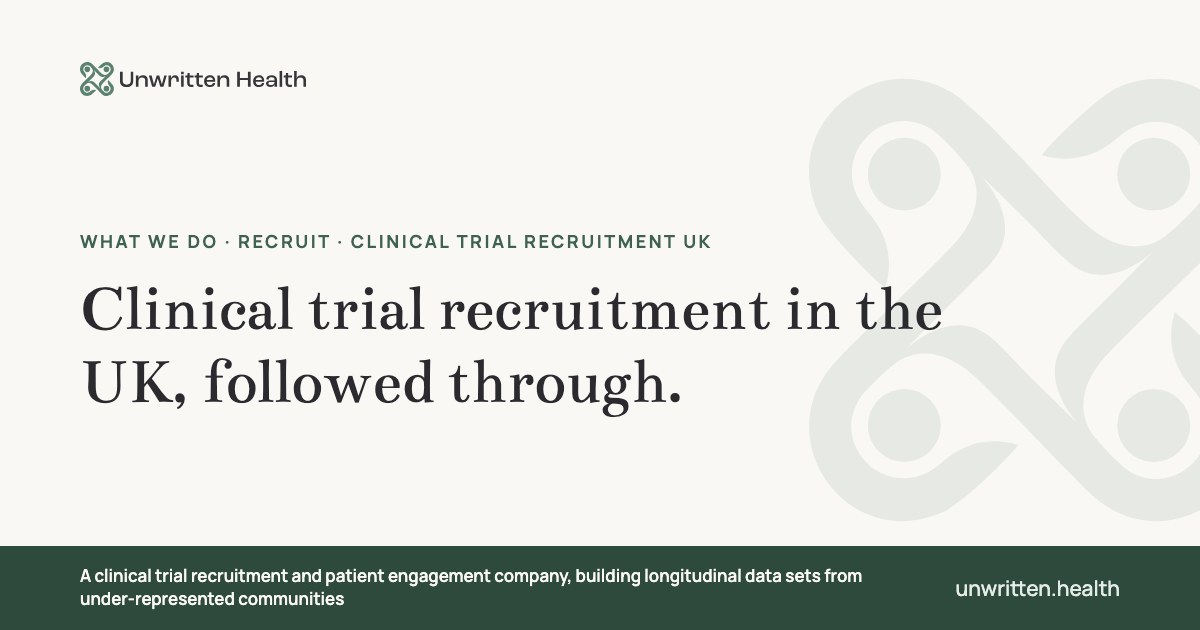 Unwritten Health
WHAT WE DO · RECRUIT · CLINICAL TRIAL RECRUITMENT UK
Clinical trial recruitment in the
UK, followed through.
A clinical trial recruitment and patient engagement company, building longitudinal data sets from
under-represented communities
unwritten.health